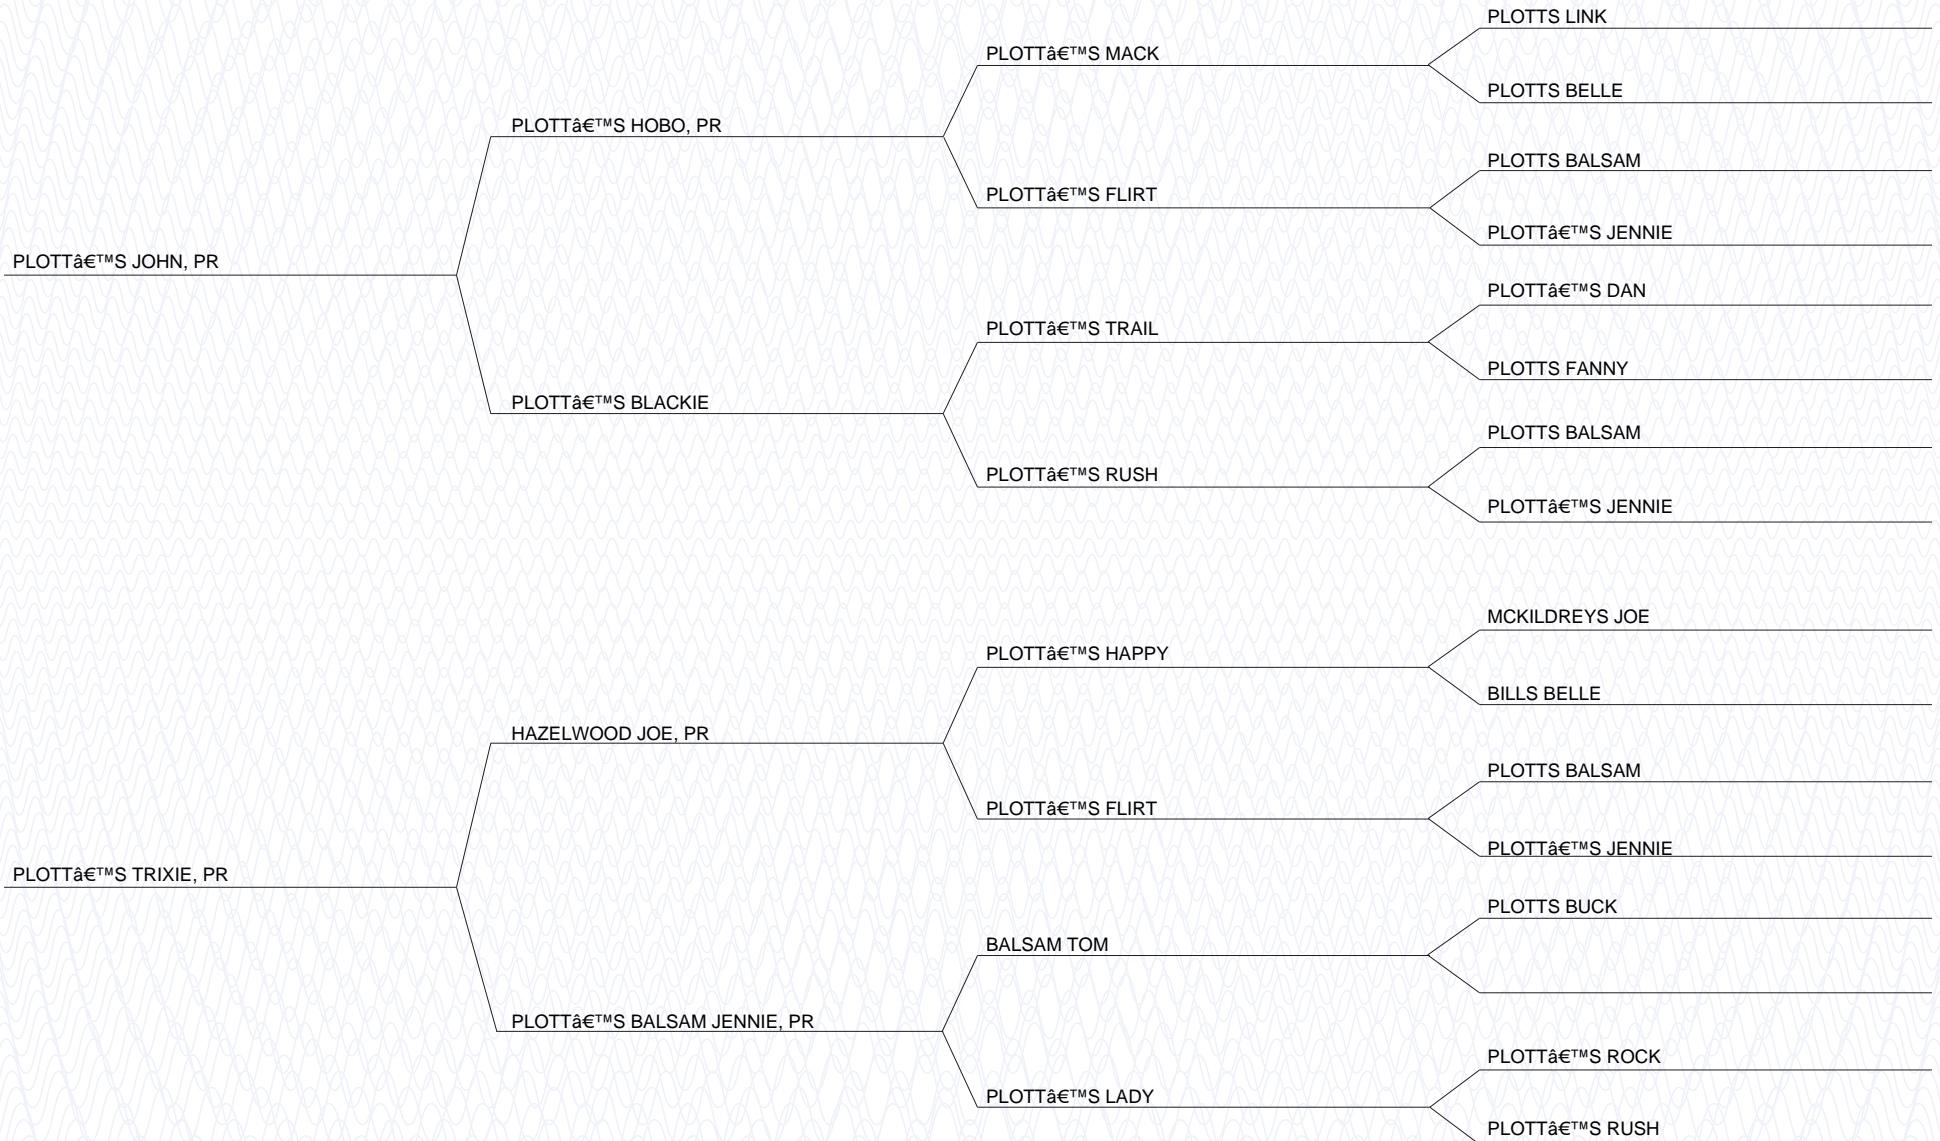 PLOTTS LINK
PLOTTâ€™S MACK
PLOTTS BELLE
PLOTTâ€™S HOBO, PR
PLOTTS BALSAM
PLOTTâ€™S FLIRT
PLOTTâ€™S JENNIE
PLOTTâ€™S JOHN, PR
PLOTTâ€™S DAN
PLOTTâ€™S TRAIL
PLOTTS FANNY
PLOTTâ€™S BLACKIE
PLOTTS BALSAM
PLOTTâ€™S RUSH
PLOTTâ€™S JENNIE
MCKILDREYS JOE
PLOTTâ€™S HAPPY
BILLS BELLE
HAZELWOOD JOE, PR
PLOTTS BALSAM
PLOTTâ€™S FLIRT
PLOTTâ€™S JENNIE
PLOTTâ€™S TRIXIE, PR
PLOTTS BUCK
BALSAM TOM
PLOTTâ€™S BALSAM JENNIE, PR
PLOTTâ€™S ROCK
PLOTTâ€™S LADY
PLOTTâ€™S RUSH